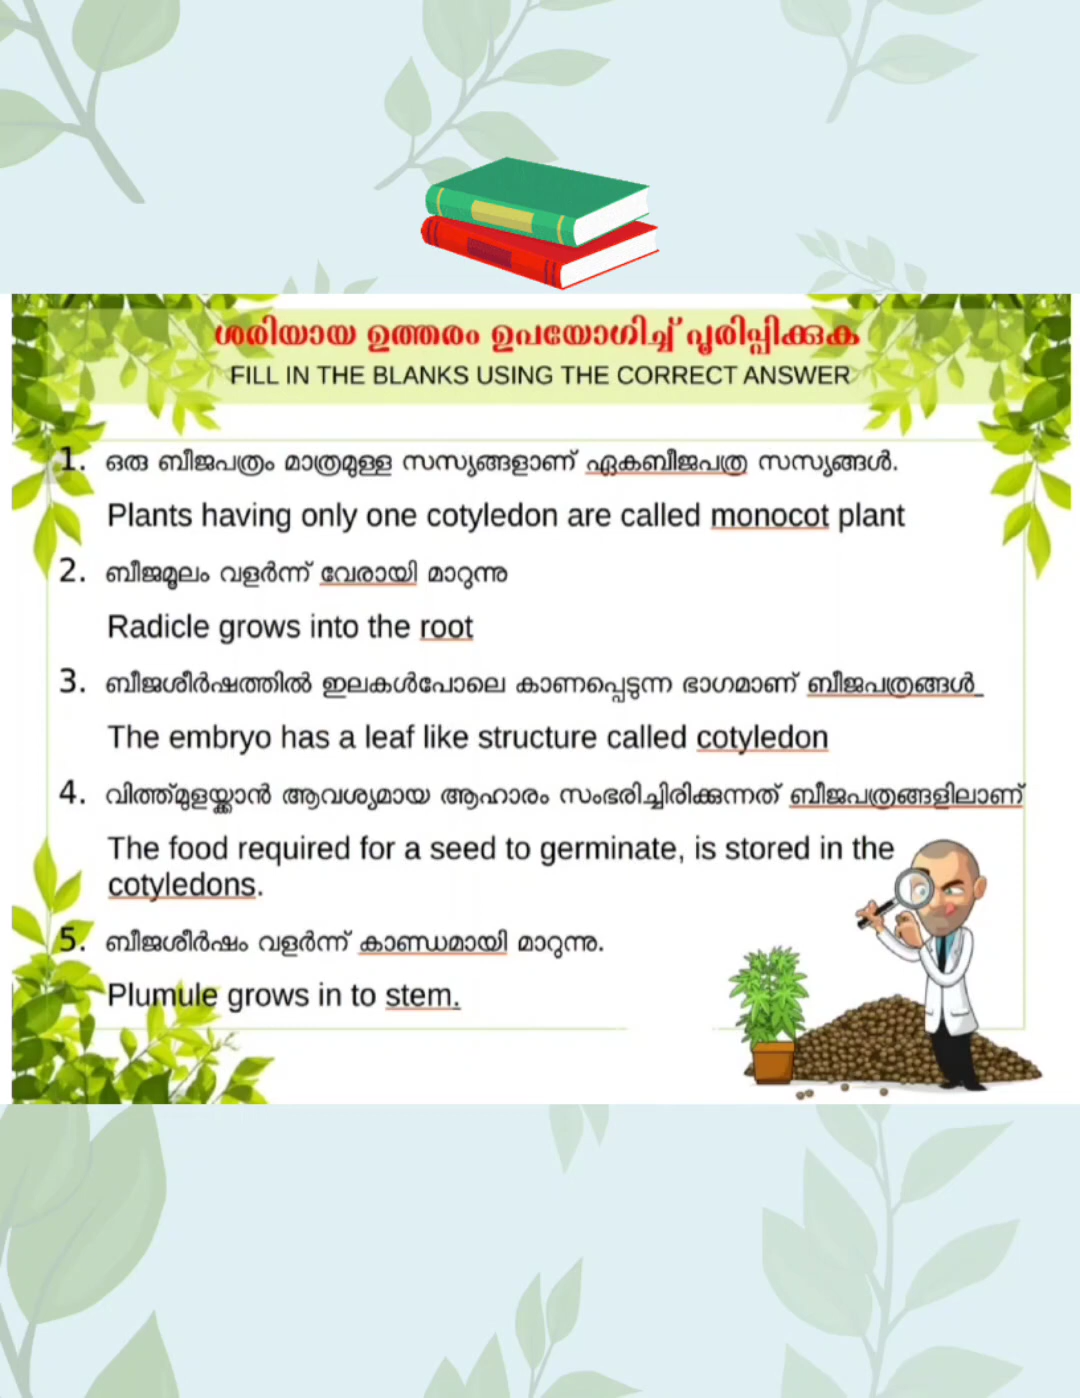 ശരിയായ ഉത്തരം ഉപയോഗിച്ച് പൂരിപ്പിക്കുക
FILL IN THE BLANKS USING THE CORRECT ANSWER
1. ഒരു ബീജപത്രം മാത്രമുള്ള സസ്യങ്ങളാണ് ഏകബീജപത്ര സസ്യങ്ങൾ.
Plants having only one cotyledon are called monocot plant
2. ബീജമൂലം വളർന്ന് വേരായി മാറുന്നു
Radicle grows into the root
3. ബീജശീർഷത്തിൽ ഇലകൾപോലെ കാണപ്പെടുന്ന ഭാഗമാണ് ബീജപത്രങ്ങൾ_
The embryo has a leaf like structure called cotyledon
4. വിത്ത്മുളയ്ക്കാൻ ആവശ്യമായ ആഹാരം സംഭരിച്ചിരിക്കുന്നത് ബീജപത്രങ്ങളിലാണ്
The food required for a seed to germinate, is stored in the
cotyledons.
5. ബീജശീർഷം വളർന്ന് കാണ്ഡമായി മാറുന്നു.
Plumule grows in to stem._